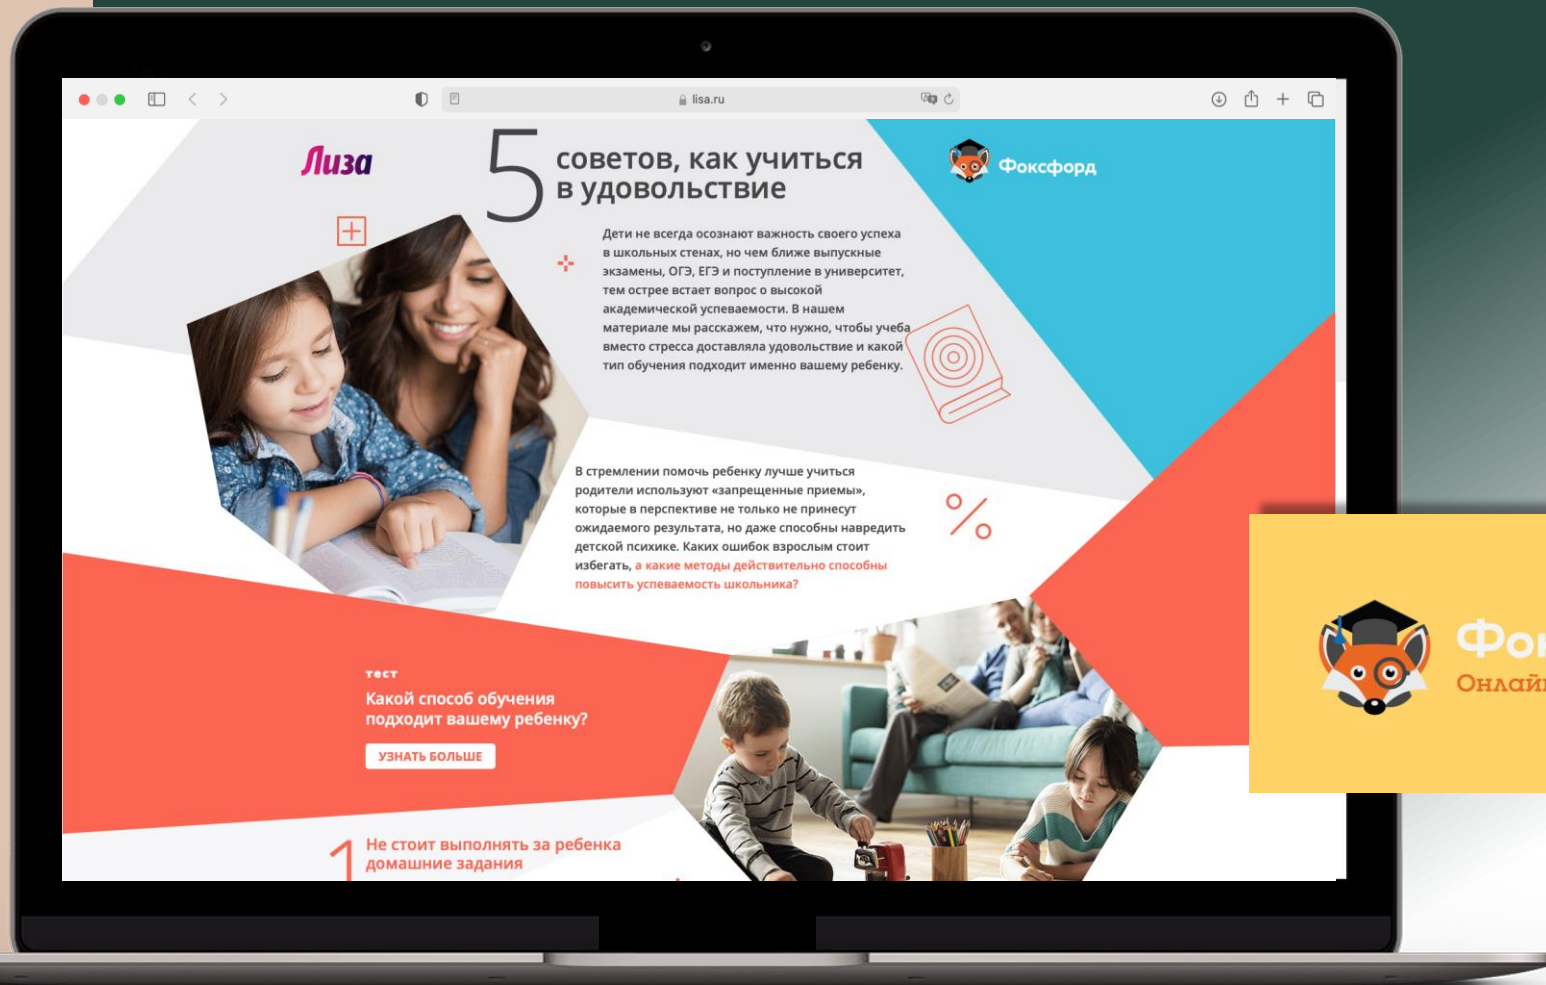 lisa.ru
Лиза
5
советов, как учиться
в удовольствие
Фоксфорд
Дети не всегда осознают важность своего успеха
в школьных стенах, но чем ближе выпускные
экзамены, ОГЭ, ЕГЭ и поступление в университет,
тем острее встает вопрос о высокой
академической успеваемости. В нашем
материале мы расскажем, что нужно, чтобы учеба
вместо стресса доставляла удовольствие и какой
тип обучения подходит именно вашему ребенку.
В стремлении помочь ребенку лучше учиться
родители используют «запрещенные приемы»,
которые в перспективе не только не принесут
ожидаемого результата, но даже способны навредить
детской психике. Каких ошибок взрослым стоит
избегать, а какие методы действительно способны
повысить успеваемость школьника?
%
тест
Какой способ обучения
подходит вашему ребенку?
УЗНАТЬ БОЛЬШЕ
1
Не стоит выполнять за ребенка
домашние задания
Фок
Онлайн